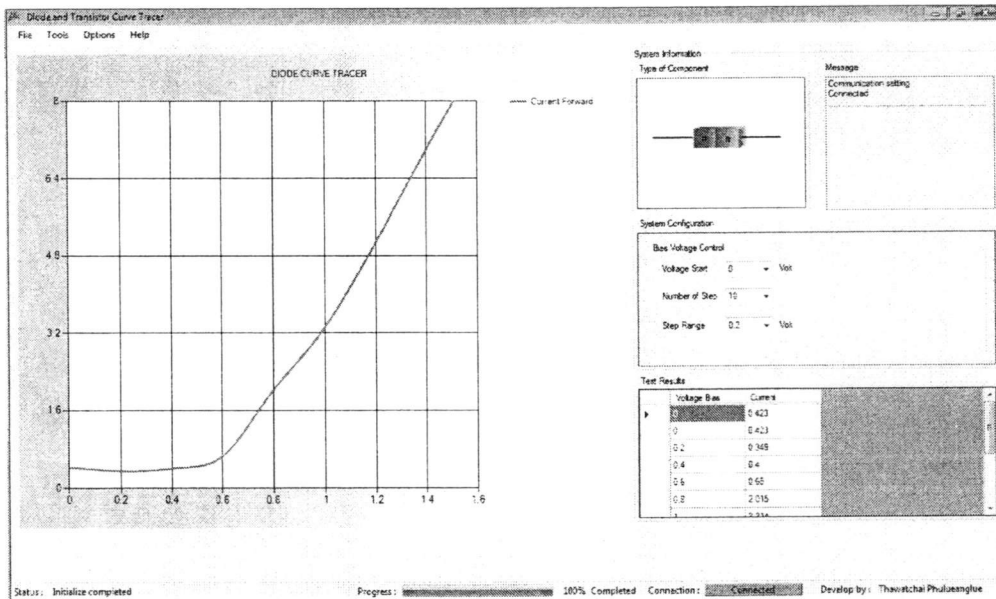 Diode and Transistor Curve Tracer
File Tools Options Help
DIODE CURVE TRACER
Current Forward
8
6.4
4.8
3.2
1.6
0
0 0.2 0.4 0.6 0.8 1 1.2 1.4 1.6
System Information
Type of Component
Message
Communication setting
Connected
System Configuration
Bias Voltage Control
Voltage Start 0 Volt
Number of Step 10 Volt
Step Range 0.2 Volt
Test Results
Voltage Bias Current
0 0.423
0 0.423
0.2 0.349
0.4 0.4
0.6 0.66
0.8 2.015
1
Status : Initialize completed
Progress :
100% Completed
Connection : Connected
Develop by : Thawatchai Phulueanglue